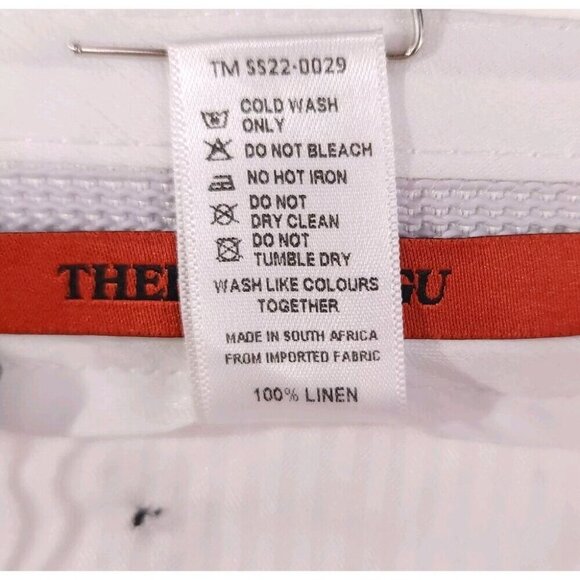 TM SS22-0029
COLD WASH
ONLY
DO NOT BLEACH
NO HOT IRON
DO NOT
DRY CLEAN
DO NOT
TUMBLE DRY
WASH LIKE COLOURS
TOGETHER
MADE IN SOUTH AFRICA
FROM IMPORTED FABRIC
100% LINEN